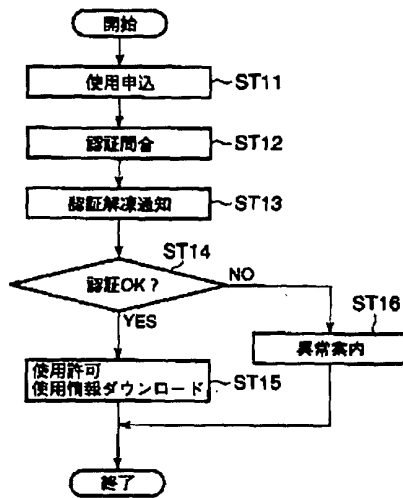 開始
使用申込
ST11
認証問合
ST12
認証解凍通知
ST13
ST14
認証OK?
NO
YES
ST16
異常案内
使用許可
使用情報ダウンロード
ST15
終了